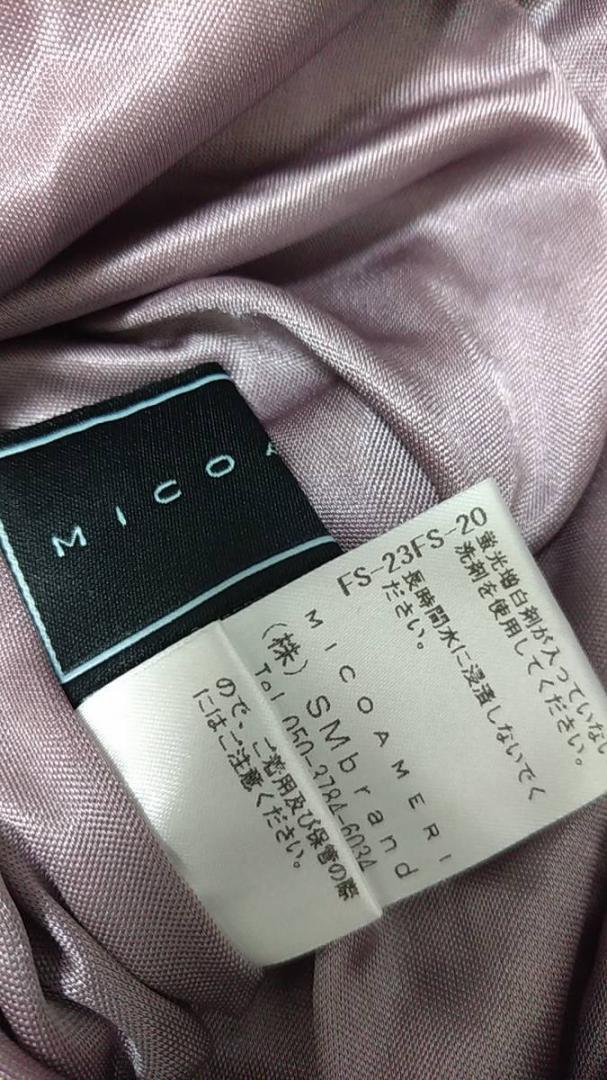 MICOA
FS-23FS-20
蛍光増白剤が入っていない
洗剤を使用してください。
長時間水に浸漬しないでく
ださい。
MICOAMERI
(株) SMbrand
Tel 050-3784-6034
ので、ご着用及び保管の際
にはご注意ください。